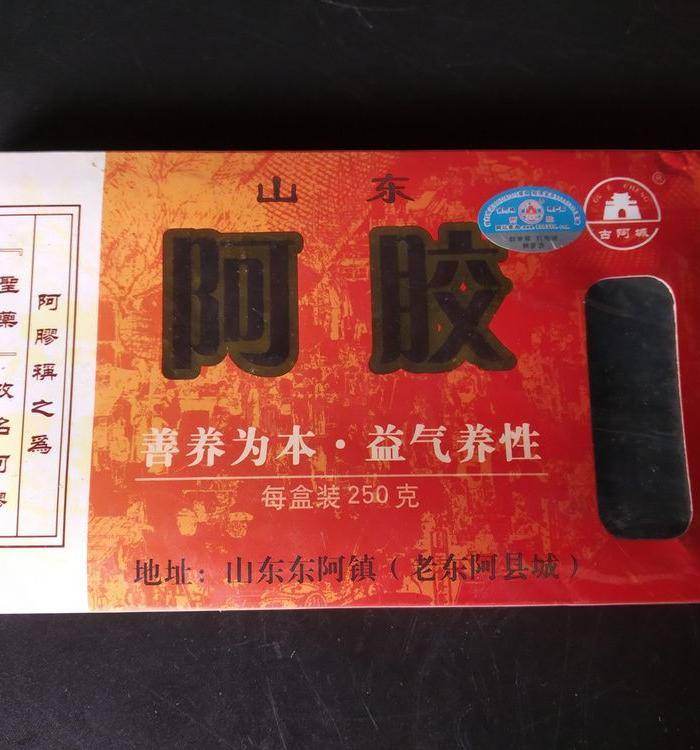 山东
阿胶
GU E CHENG
®
古阿城
善养为本·益气养性
每盒装250克
地址：山东东阿镇（老东阿县城）
阿膠稱之爲
『聖藥